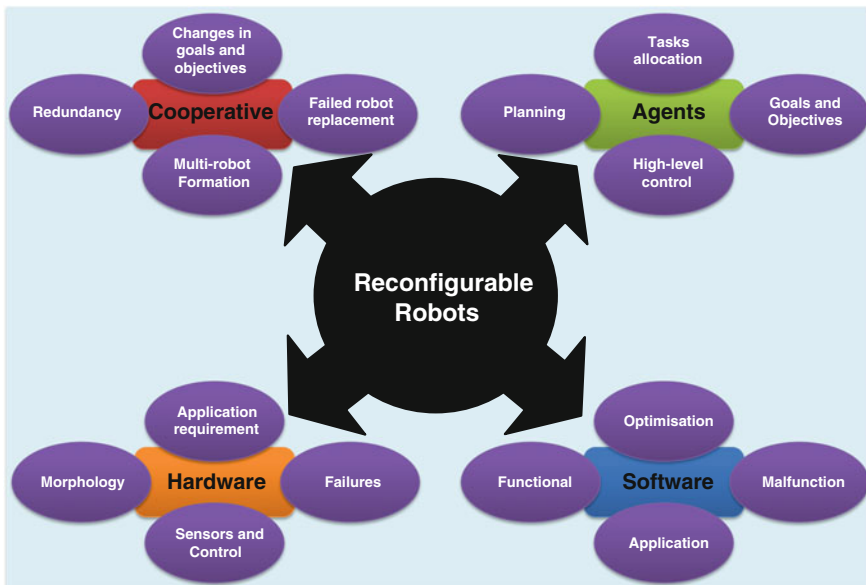 Changes in
goals and
objectives
Redundancy
Cooperative
Failed robot
replacement
Multi-robot
Formation
Tasks
allocation
Planning
Agents
Goals and
Objectives
High-level
control
Reconfigurable
Robots
Application
requirement
Morphology
Hardware
Failures
Sensors and
Control
Optimisation
Functional
Software
Malfunction
Application